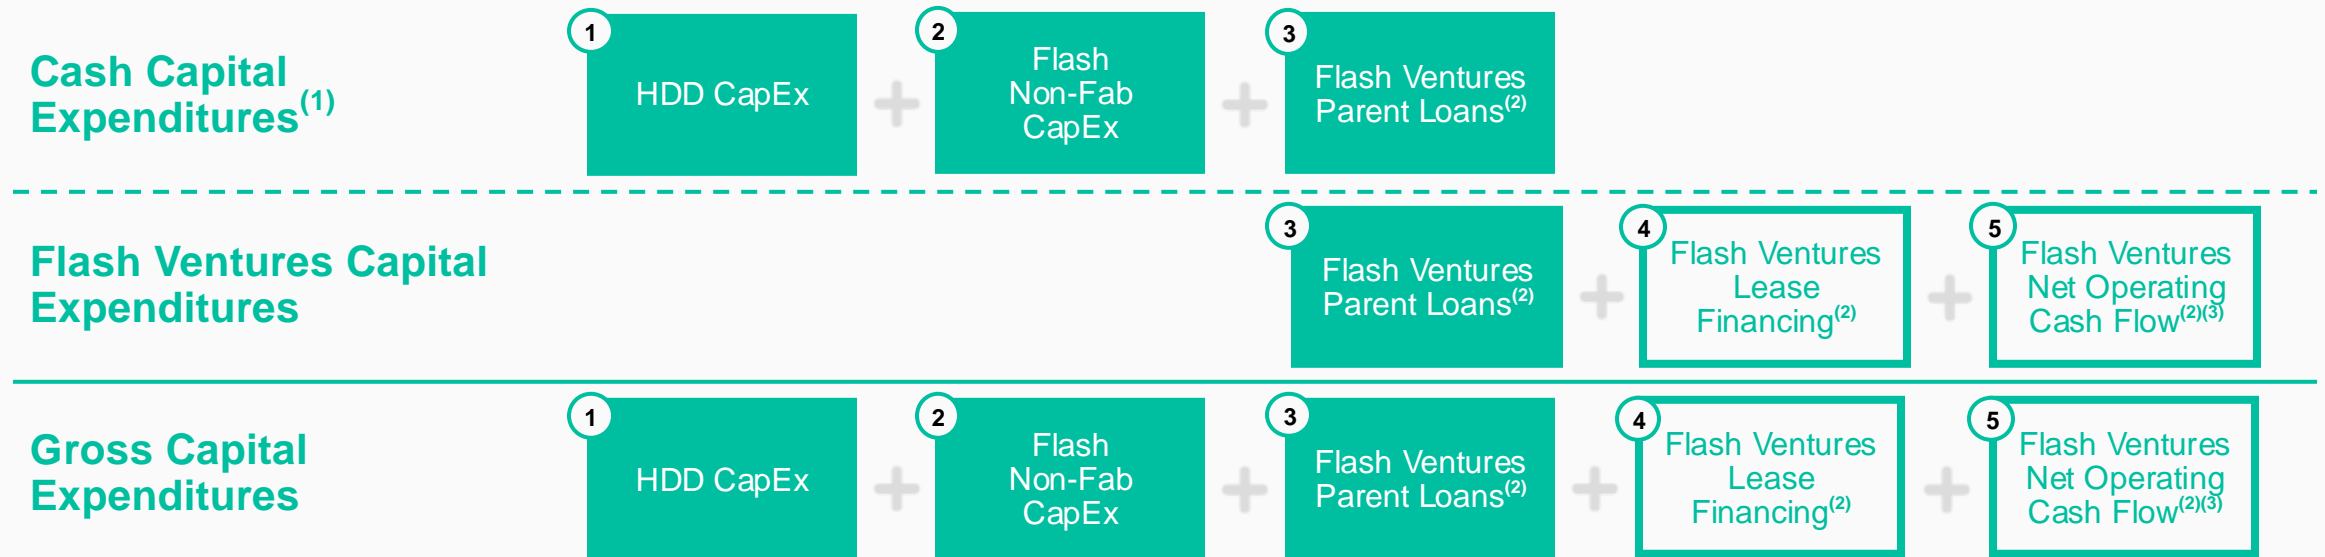 Cash Capital
Expenditures(1)
1
HDD CapEx
2
Flash
Non-Fab
CapEx
3
Flash Ventures
Parent Loans(2)
Flash Ventures Capital
Expenditures
3
Flash Ventures
Parent Loans(2)
4
Flash Ventures
Lease
Financing(2)
5
Flash Ventures
Net Operating
Cash Flow(2)(3)
Gross Capital
Expenditures
1
HDD CapEx
2
Flash
Non-Fab
CapEx
3
Flash Ventures
Parent Loans(2)
4
Flash Ventures
Lease
Financing(2)
5
Flash Ventures
Net Operating
Cash Flow(2)(3)